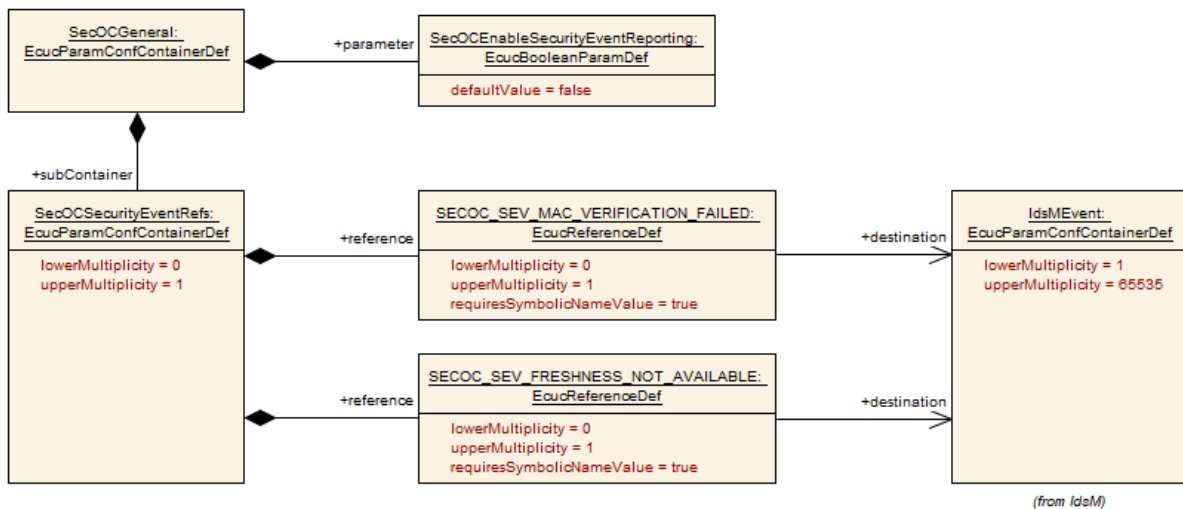 SecOCGeneral:
EcucParamConfContainerDef
+parameter
SecOCEnableSecurityEventReporting:
EcucBooleanParamDef
defaultValue = false
+subContainer
SecOCSecurityEventRefs:
EcucParamConfContainerDef
lowerMultiplicity = 0
upperMultiplicity = 1
+reference
SECOC_SEV_MAC_VERIFICATION_FAILED:
EcucReferenceDef
lowerMultiplicity = 0
upperMultiplicity = 1
requiresSymbolicNameValue = true
+destination
IdsMEvent:
EcucParamConfContainerDef
lowerMultiplicity = 1
upperMultiplicity = 65535
+reference
SECOC_SEV_FRESHNESS_NOT_AVAILABLE:
EcucReferenceDef
lowerMultiplicity = 0
upperMultiplicity = 1
requiresSymbolicNameValue = true
+destination
(from IdsM)